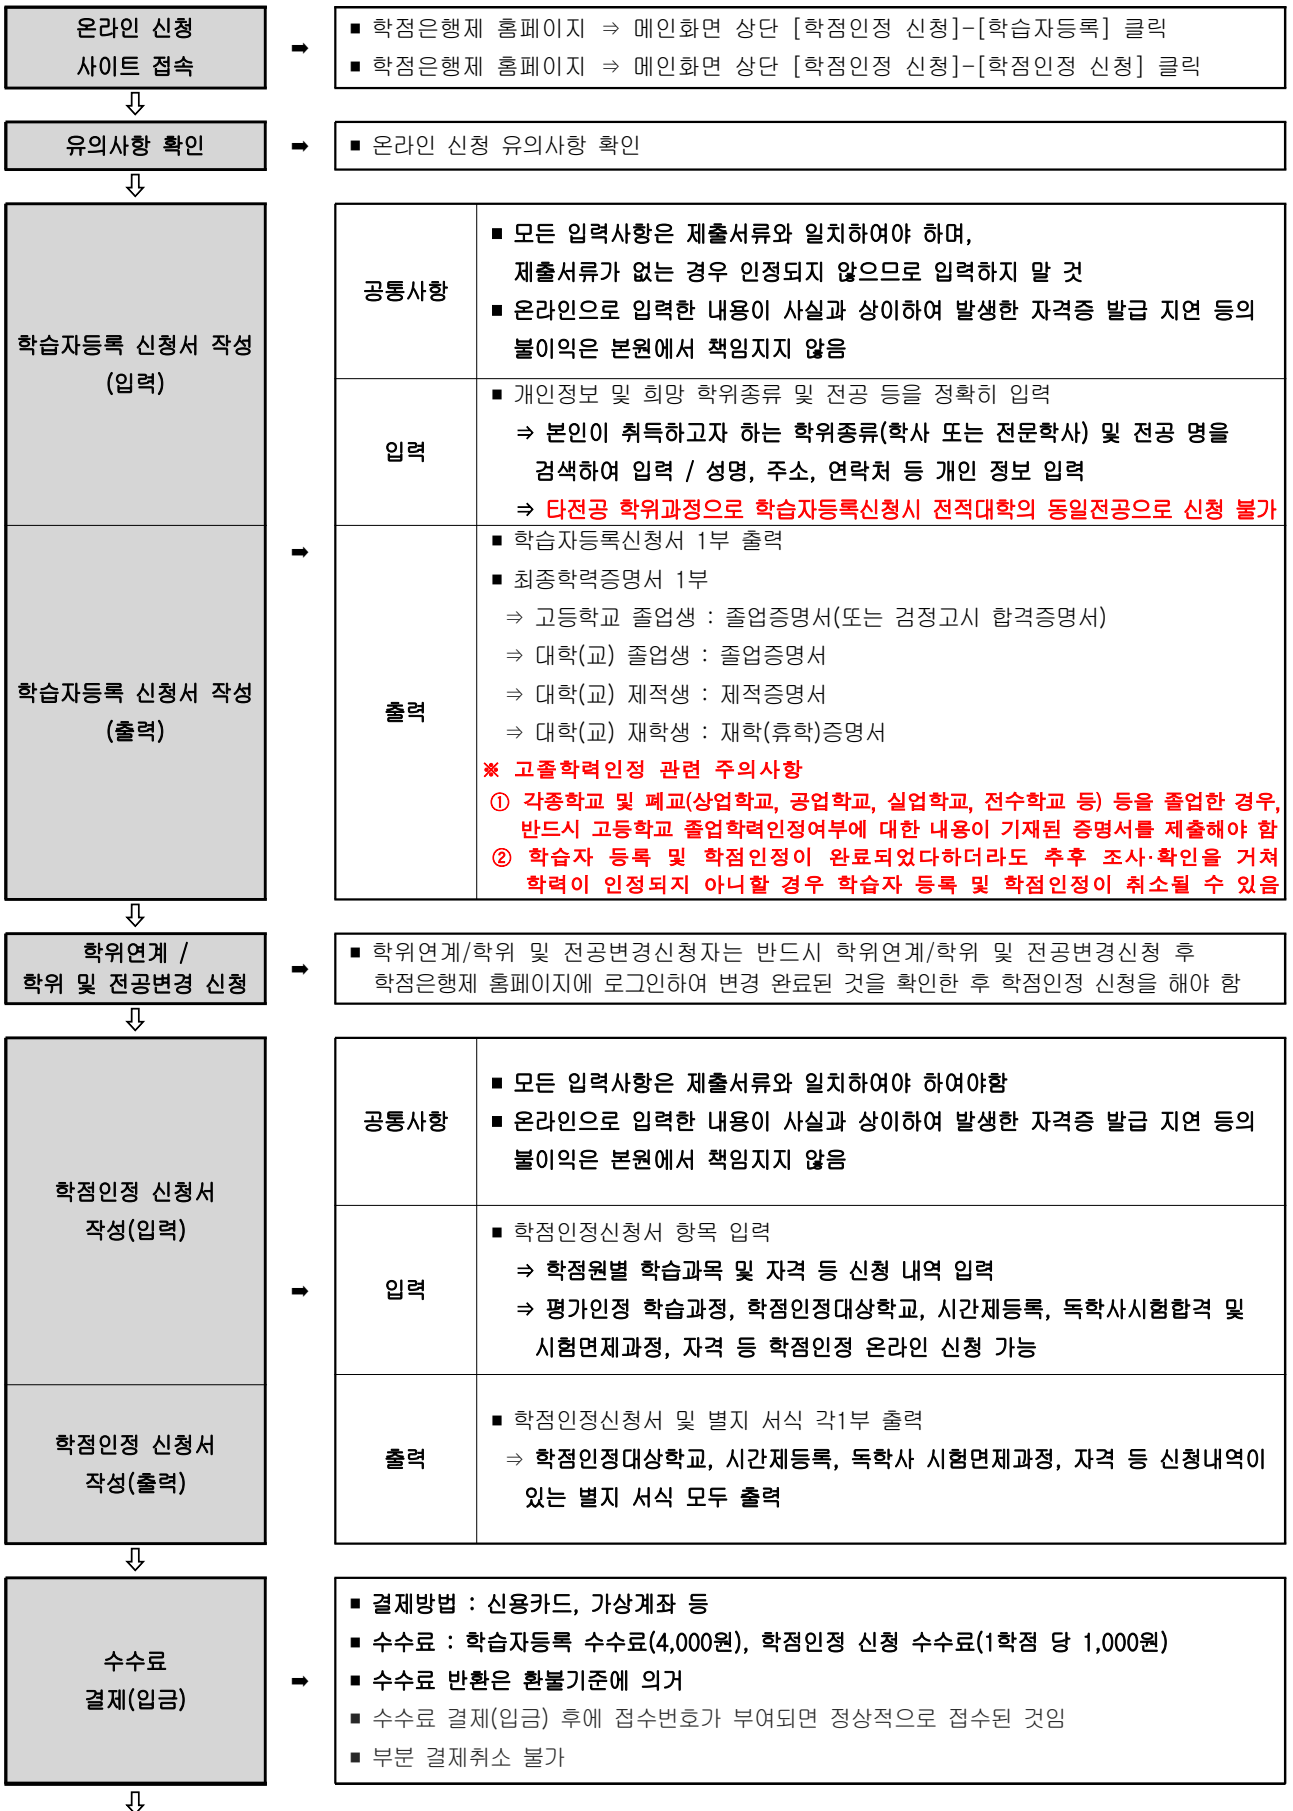 온라인 신청
사이트 접속
➡
■ 학점은행제 홈페이지 ⇒ 메인화면 상단 [학점인정 신청]-[학습자등록] 클릭
■ 학점은행제 홈페이지 ⇒ 메인화면 상단 [학점인정 신청]-[학점인정 신청] 클릭
⇩
유의사항 확인
➡
■ 온라인 신청 유의사항 확인
⇩
학습자등록 신청서 작성
(입력)
학습자등록 신청서 작성
(출력)
➡
공통사항
■ 모든 입력사항은 제출서류와 일치하여야 하며,
제출서류가 없는 경우 인정되지 않으므로 입력하지 말 것
■ 온라인으로 입력한 내용이 사실과 상이하여 발생한 자격증 발급 지연 등의
불이익은 본원에서 책임지지 않음
입력
■ 개인정보 및 희망 학위종류 및 전공 등을 정확히 입력
⇒ 본인이 취득하고자 하는 학위종류(학사 또는 전문학사) 및 전공 명을
검색하여 입력 / 성명, 주소, 연락처 등 개인 정보 입력
⇒ 타전공 학위과정으로 학습자등록신청시 전적대학의 동일전공으로 신청 불가
출력
■ 학습자등록신청서 1부 출력
■ 최종학력증명서 1부
⇒ 고등학교 졸업생 : 졸업증명서(또는 검정고시 합격증명서)
⇒ 대학(교) 졸업생 : 졸업증명서
⇒ 대학(교) 제적생 : 제적증명서
⇒ 대학(교) 재학생 : 재학(휴학)증명서
※ 고졸학력인정 관련 주의사항
① 각종학교 및 폐교(상업학교, 공업학교, 실업학교, 전수학교 등) 등을 졸업한 경우,
반드시 고등학교 졸업학력인정여부에 대한 내용이 기재된 증명서를 제출해야 함
② 학습자 등록 및 학점인정이 완료되었다하더라도 추후 조사·확인을 거쳐
학력이 인정되지 아니할 경우 학습자 등록 및 학점인정이 취소될 수 있음
⇩
학위연계 /
학위 및 전공변경 신청
➡
■ 학위연계/학위 및 전공변경신청자는 반드시 학위연계/학위 및 전공변경신청 후
학점은행제 홈페이지에 로그인하여 변경 완료된 것을 확인한 후 학점인정 신청을 해야 함
⇩
학점인정 신청서
작성(입력)
학점인정 신청서
작성(출력)
➡
공통사항
■ 모든 입력사항은 제출서류와 일치하여야 하여야함
■ 온라인으로 입력한 내용이 사실과 상이하여 발생한 자격증 발급 지연 등의
불이익은 본원에서 책임지지 않음
입력
■ 학점인정신청서 항목 입력
⇒ 학점원별 학습과목 및 자격 등 신청 내역 입력
⇒ 평가인정 학습과정, 학점인정대상학교, 시간제등록, 독학사시험합격 및
시험면제과정, 자격 등 학점인정 온라인 신청 가능
출력
■ 학점인정신청서 및 별지 서식 각1부 출력
⇒ 학점인정대상학교, 시간제등록, 독학사 시험면제과정, 자격 등 신청내역이
있는 별지 서식 모두 출력
⇩
수수료
결제(입금)
➡
■ 결제방법 : 신용카드, 가상계좌 등
■ 수수료 : 학습자등록 수수료(4,000원), 학점인정 신청 수수료(1학점 당 1,000원)
■ 수수료 반환은 환불기준에 의거
■ 수수료 결제(입금) 후에 접수번호가 부여되면 정상적으로 접수된 것임
■ 부분 결제취소 불가
⇩